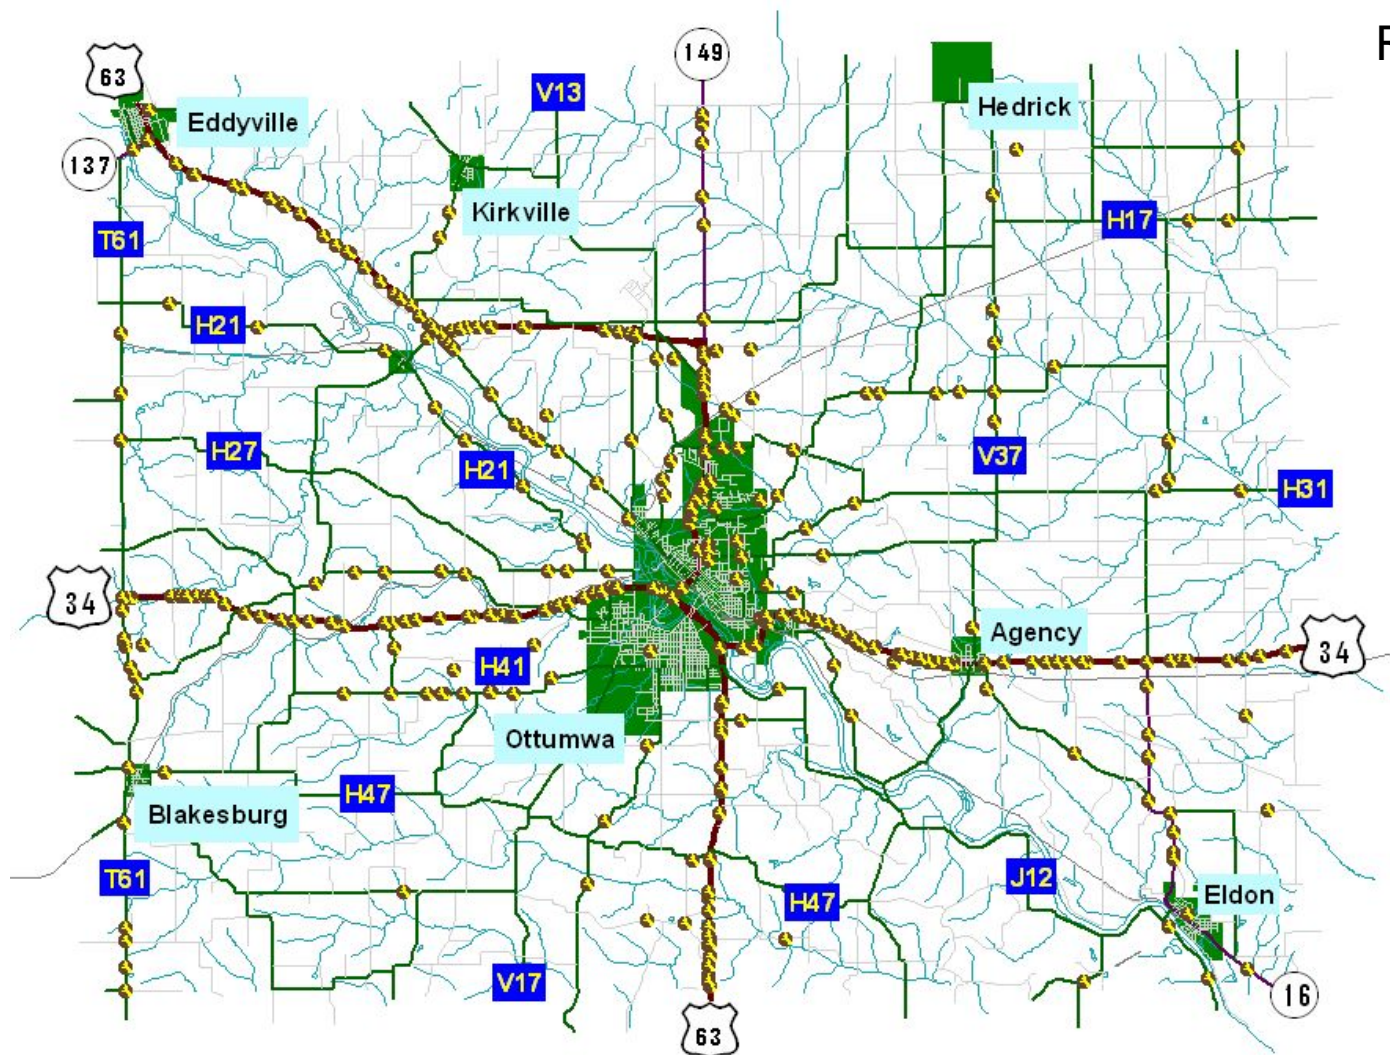 63
149
F
V13
Hedrick
Eddyville
137
Kirkville
T61
H17
H21
H27
H21
V37
H31
34
Agency
34
H41
Ottumwa
H47
Blakesburg
T61
J12
Eldon
H47
V17
16
63